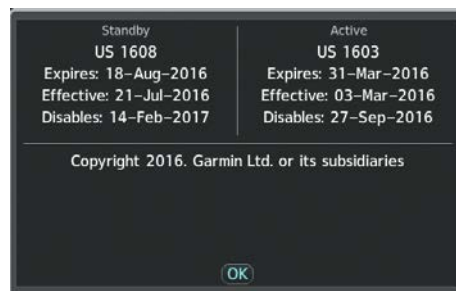 Standby
US 1608
Expires: 18-Aug-2016
Effective: 21-Jul-2016
Disables: 14-Feb-2017
Active
US 1603
Expires: 31-Mar-2016
Effective: 03-Mar-2016
Disables: 27-Sep-2016
Copyright 2016. Garmin Ltd. or its subsidiaries
OK